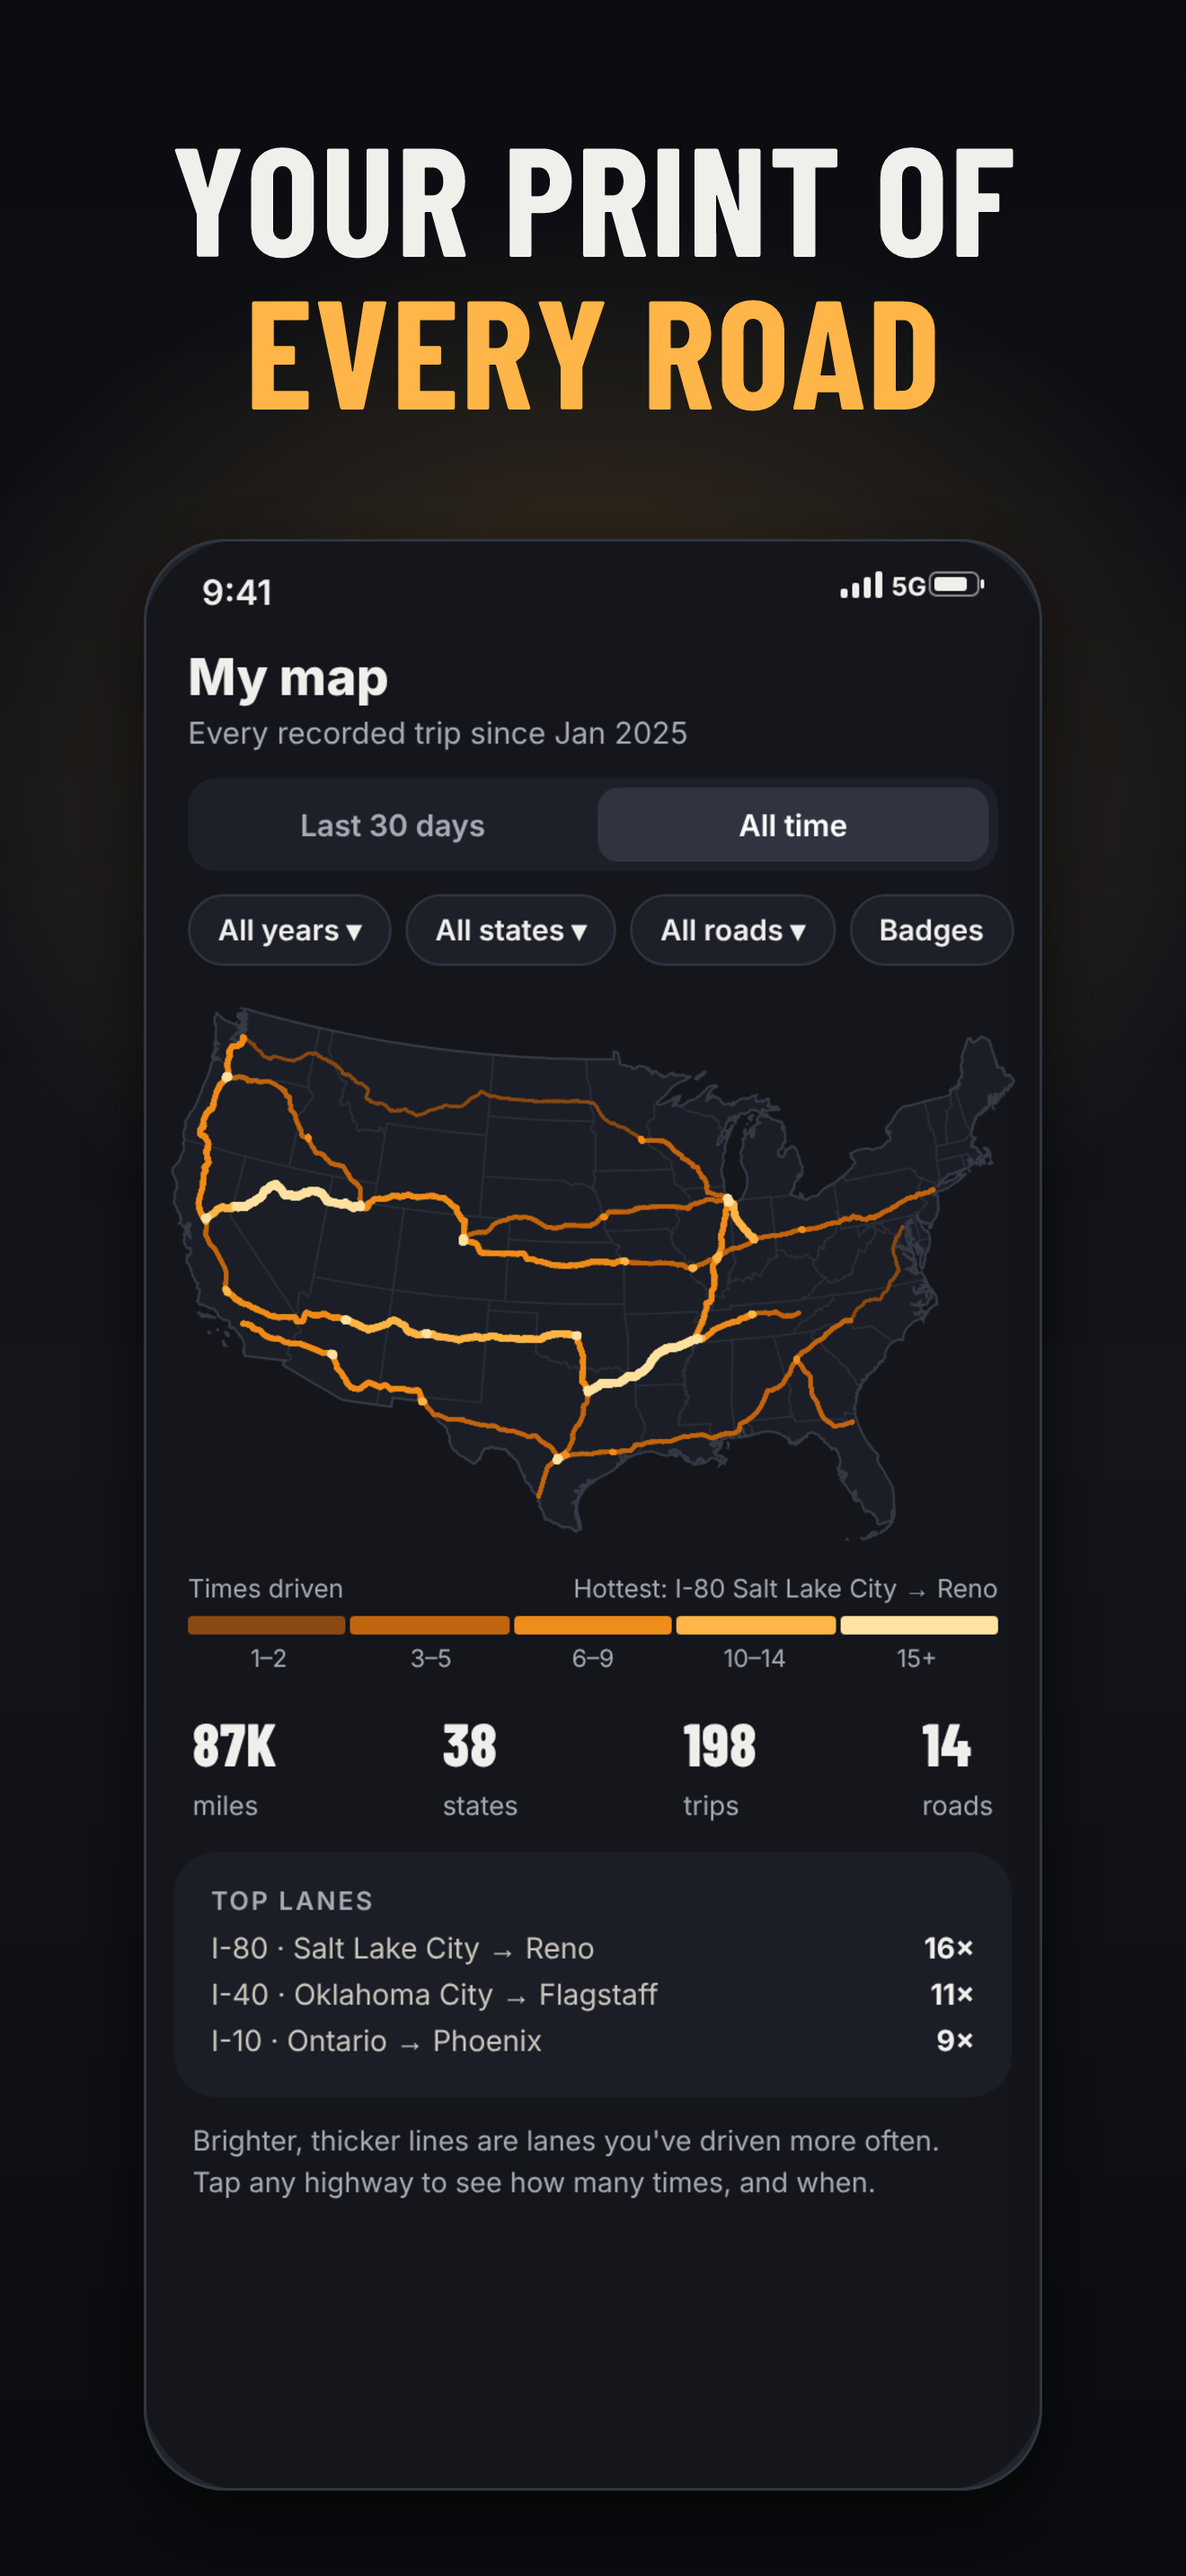 YOUR PRINT OF
EVERY ROAD
9:41
5G
My map
Every recorded trip since Jan 2025
Last 30 days
All time
All years ▾
All states ▾
All roads ▾
Badges
Times driven
Hottest: I-80 Salt Lake City → Reno
1–2
3–5
6–9
10–14
15+
87K
38
198
14
miles
states
trips
roads
TOP LANES
I-80 · Salt Lake City → Reno 16×
I-40 · Oklahoma City → Flagstaff 11×
I-10 · Ontario → Phoenix 9×
Brighter, thicker lines are lanes you've driven more often.
Tap any highway to see how many times, and when.